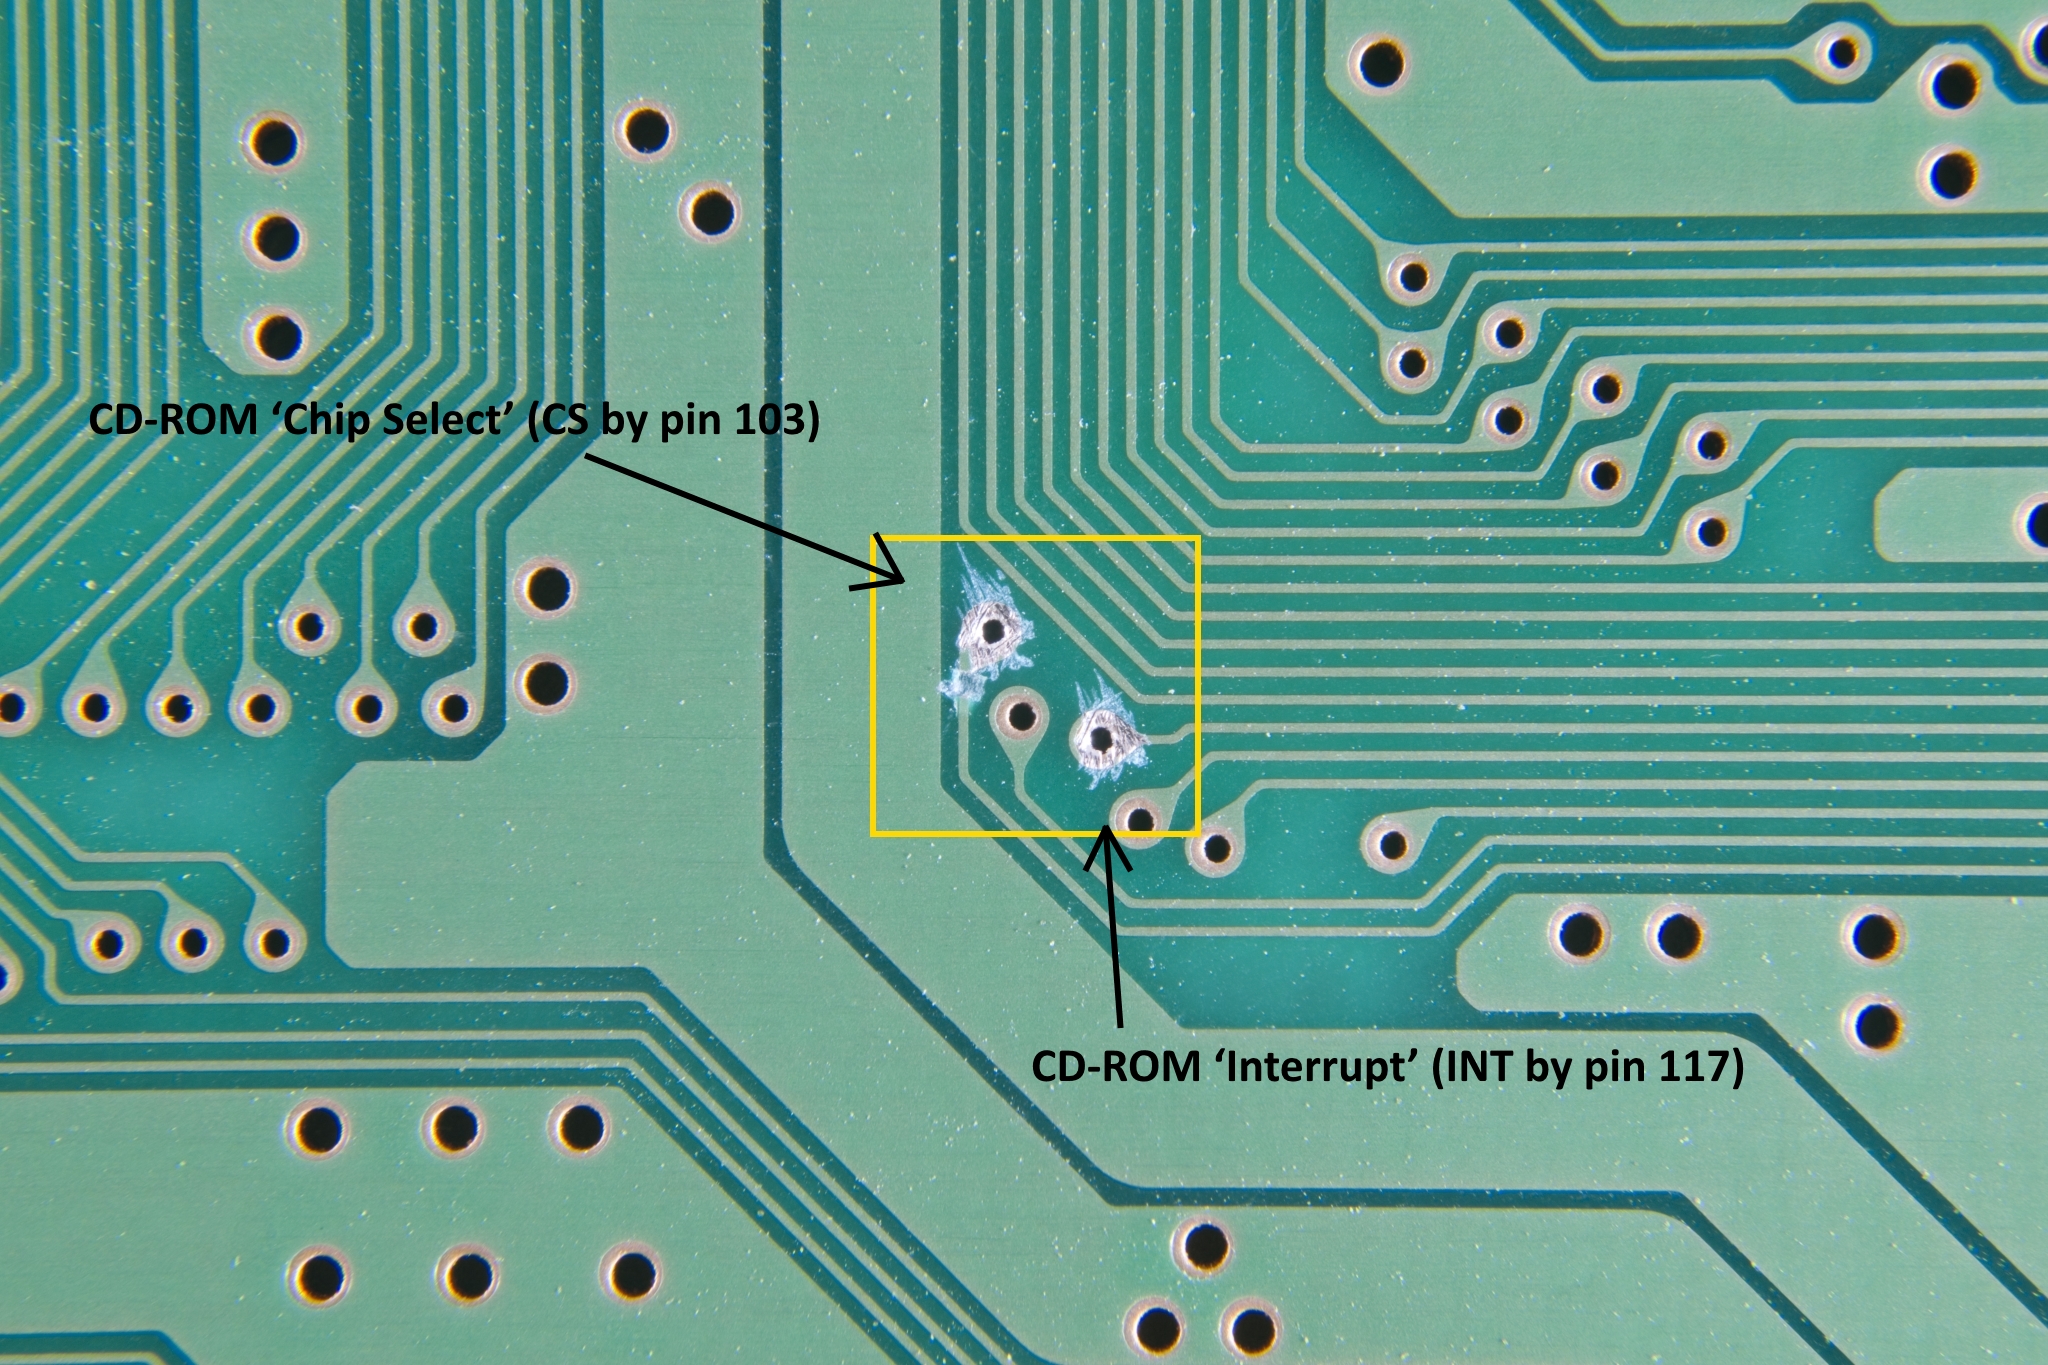 CD-ROM ‘Chip Select’ (CS by pin 103)
CD-ROM ‘Interrupt’ (INT by pin 117)